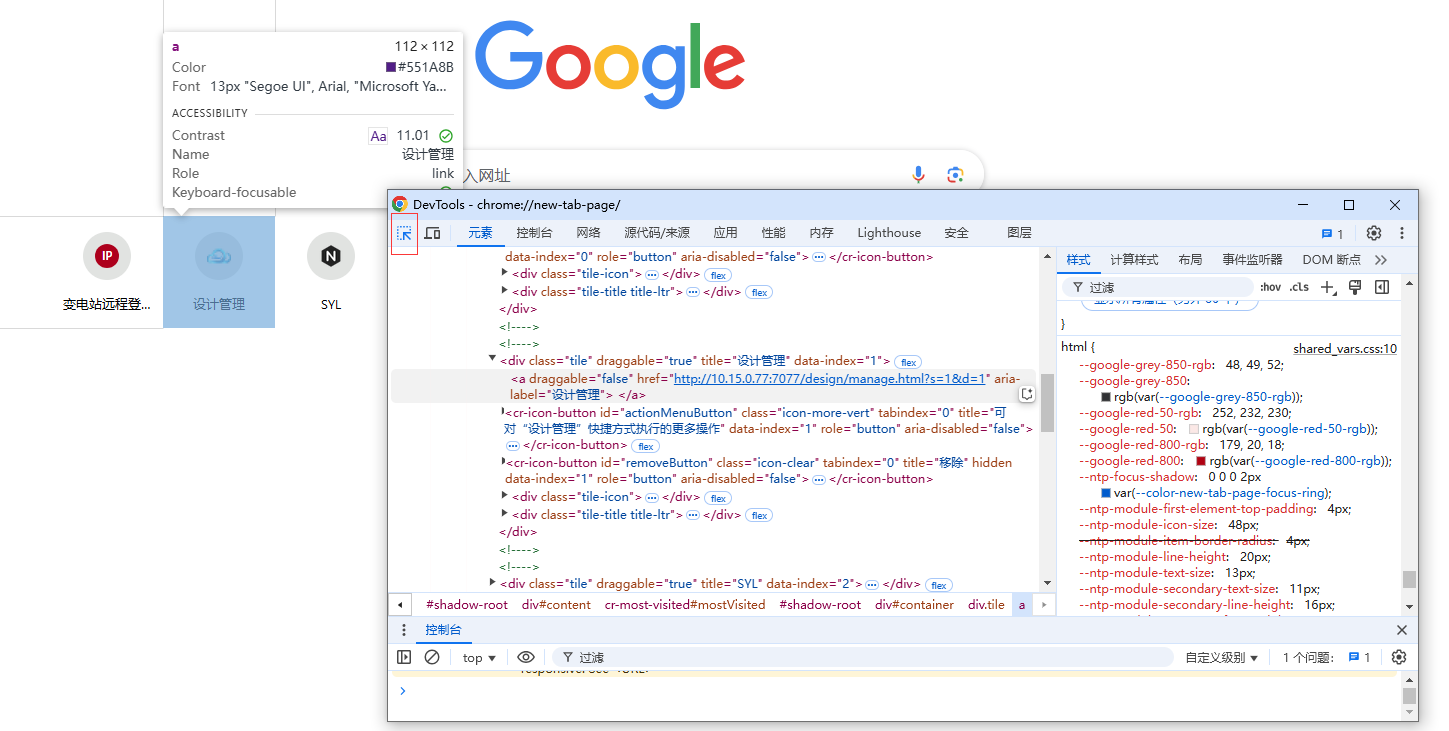 Google
a
112 × 112
Color
#551A8B
Font 13px "Segoe UI", Arial, "Microsoft Ya...
ACCESSIBILITY
Contrast
Aa 11.01
Name
设计管理
Role
link
Keyboard-focusable
入网址
IP
变电站远程登...
设计管理
N
SYL
DevTools - chrome://new-tab-page/
元素 控制台 网络 源代码/来源 应用 性能 内存 Lighthouse 安全 图层 1
data-index="0" role="button" aria-disabled="false"> ··· </cr-icon-button>
<div class="tile-icon"> ··· </div> flex
<div class="tile-title title-ltr"> ··· </div> flex
</div>
<!---->
<!---->
<div class="tile" draggable="true" title="设计管理" data-index="1"> flex
<a draggable="false" href="http://10.15.0.77:7077/design/manage.html?s=1&d=1" aria-
label="设计管理"> </a>
<cr-icon-button id="actionMenuButton" class="icon-more-vert" tabindex="0" title="可
对“设计管理”快捷方式执行的更多操作" data-index="1" role="button" aria-disabled="false">
··· </cr-icon-button> flex
<cr-icon-button id="removeButton" class="icon-clear" tabindex="0" title="移除" hidden
data-index="1" role="button" aria-disabled="false"> ··· </cr-icon-button>
<div class="tile-icon"> ··· </div> flex
<div class="tile-title title-ltr"> ··· </div> flex
</div>
<!---->
<!---->
<div class="tile" draggable="true" title="SYL" data-index="2"> ··· </div> flex
#shadow-root div#content cr-most-visited#mostVisited #shadow-root div#container div.tile a
样式 计算样式 布局 事件监听器 DOM 断点
过滤 :hov .cls
}
html {
shared_vars.css:10
--google-grey-850-rgb: 48, 49, 52;
--google-grey-850:
rgb(var(--google-grey-850-rgb));
--google-red-50-rgb: 252, 232, 230;
--google-red-50: rgb(var(--google-red-50-rgb));
--google-red-800-rgb: 179, 20, 18;
--google-red-800: rgb(var(--google-red-800-rgb));
--ntp-focus-shadow: 0 0 0 2px
var(--color-new-tab-page-focus-ring);
--ntp-module-first-element-top-padding: 4px;
--ntp-module-icon-size: 48px;
--ntp-module-item-border-radius: 4px;
--ntp-module-line-height: 20px;
--ntp-module-text-size: 13px;
--ntp-module-secondary-text-size: 11px;
--ntp-module-secondary-line-height: 16px;
控制台
top 过滤 自定义级别 1 个问题: 1